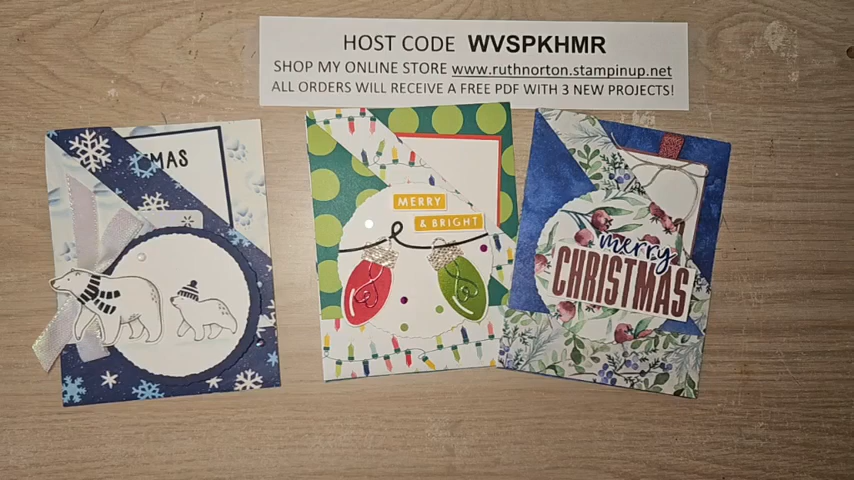 HOST CODE WVSPKHMR
SHOP MY ONLINE STORE www.ruthnorton.stampinup.net
ALL ORDERS WILL RECEIVE A FREE PDF WITH 3 NEW PROJECTS!
MAS
MERRY
& BRIGHT
merry
CHRISTMAS